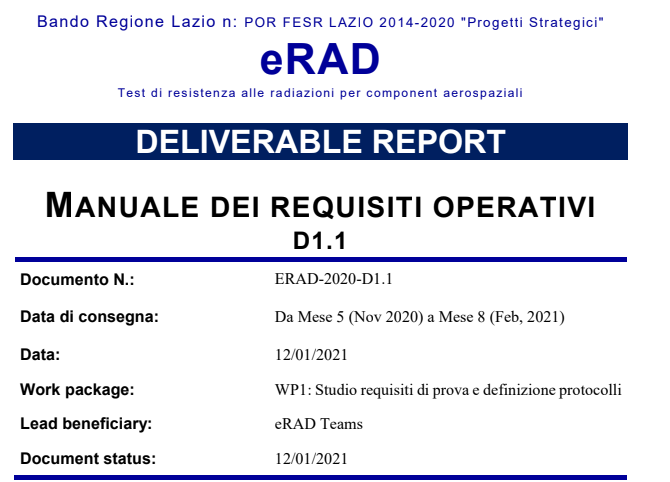 Bando Regione Lazio n: POR FESR LAZIO 2014-2020 "Progetti Strategici"
eRAD
Test di resistenza alle radiazioni per component aerospaziali
DELIVERABLE REPORT
MANUALE DEI REQUISITI OPERATIVI
D1.1
Documento N.: ERAD-2020-D1.1
Data di consegna: Da Mese 5 (Nov 2020) a Mese 8 (Feb, 2021)
Data: 12/01/2021
Work package: WP1: Studio requisiti di prova e definizione protocolli
Lead beneficiary: eRAD Teams
Document status: 12/01/2021